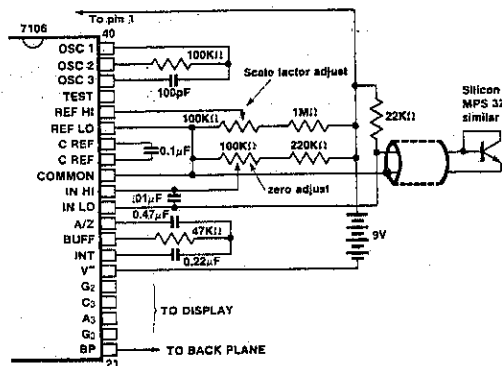 To pin 1
7106
40
OSC 1
OSC 2
OSC 3
TEST
REF HI
REF LO
C REF
C REF
COMMON
IN HI
IN LO
A/Z
BUFF
INT
V⁻
G₂
C₃
A₃
G₃
BP
21
100KΩ
100pF
Scale factor adjust
100KΩ
1MΩ
22KΩ
Silicon
MPS 32
similar
0.1μF
100KΩ
220KΩ
zero adjust
.01μF
0.47μF
47KΩ
0.22μF
9V
TO DISPLAY
TO BACK PLANE